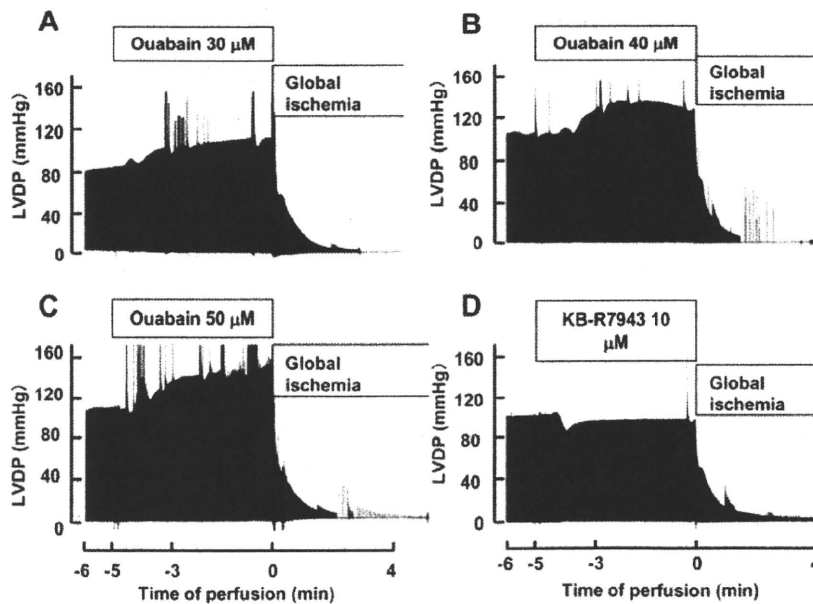 A
Ouabain 30 µM
Global
ischemia
LVDP (mmHg)
160
120
80
40
0
B
Ouabain 40 µM
Global
ischemia
LVDP (mmHg)
160
120
80
40
0
C
Ouabain 50 µM
Global
ischemia
LVDP (mmHg)
160
120
80
40
0
-6 -5 -3 0 4
Time of perfusion (min)
D
KB-R7943 10
µM
Global
ischemia
LVDP (mmHg)
160
120
80
40
0
-6 -5 -3 0 4
Time of perfusion (min)